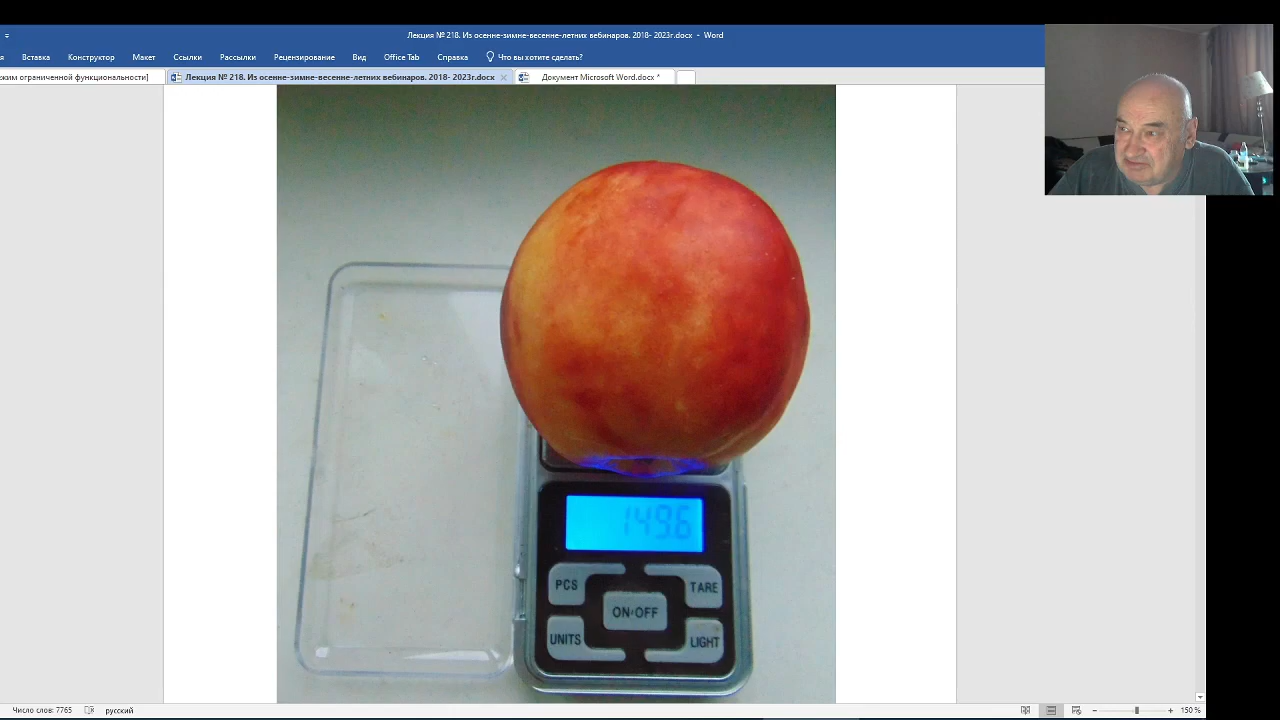 Лекция № 218. Из осенне-зимне-весенне-летних вебинаров. 2018- 2023г.docx - Word
Вставка Конструктор Макет Ссылки Рассылки Рецензирование Вид Office Tab Справка Что вы хотите сделать?
жим ограниченной функциональности] Лекция № 218. Из осенне-зимне-весенне-летних вебинаров. 2018- 2023г.docx Документ Microsoft Word.docx *
149.6
PCS TARE
ON/OFF
UNITS LIGHT
Число слов: 7765 русский 150 %